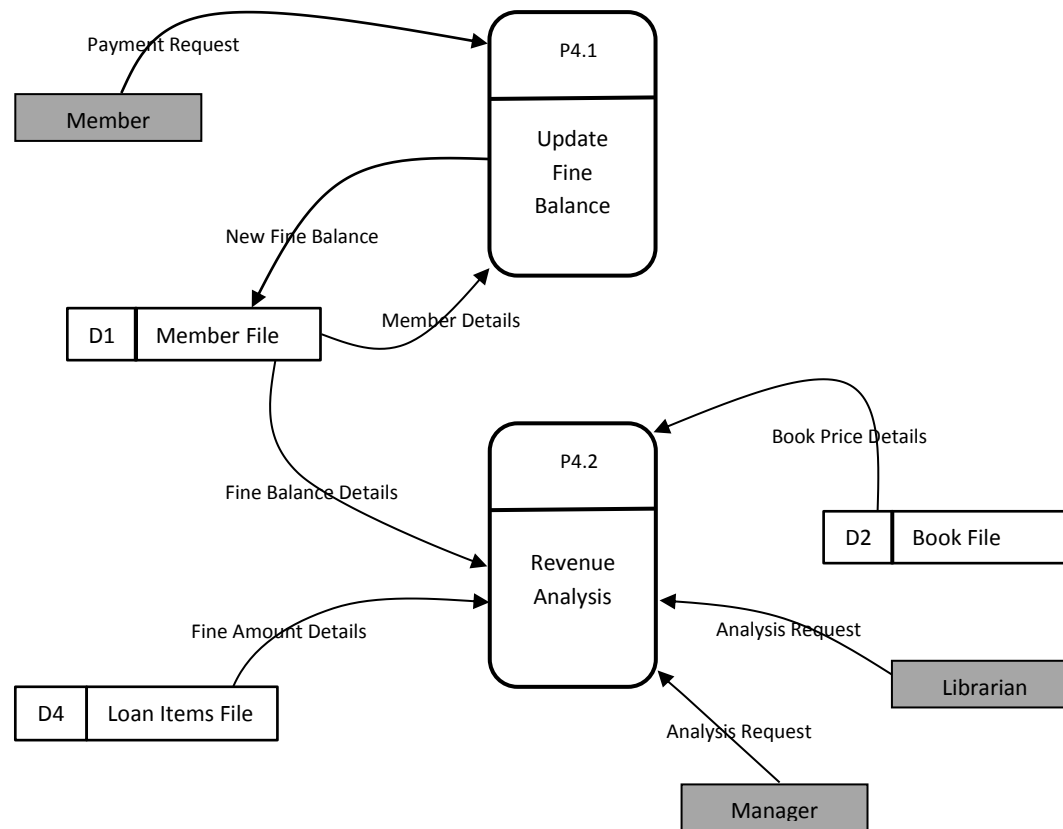 Payment Request
P4.1
Member
Update
Fine
Balance
New Fine Balance
Member Details
D1 Member File
P4.2
Book Price Details
Fine Balance Details
D2 Book File
Revenue
Analysis
Fine Amount Details
Analysis Request
Librarian
D4 Loan Items File
Analysis Request
Manager